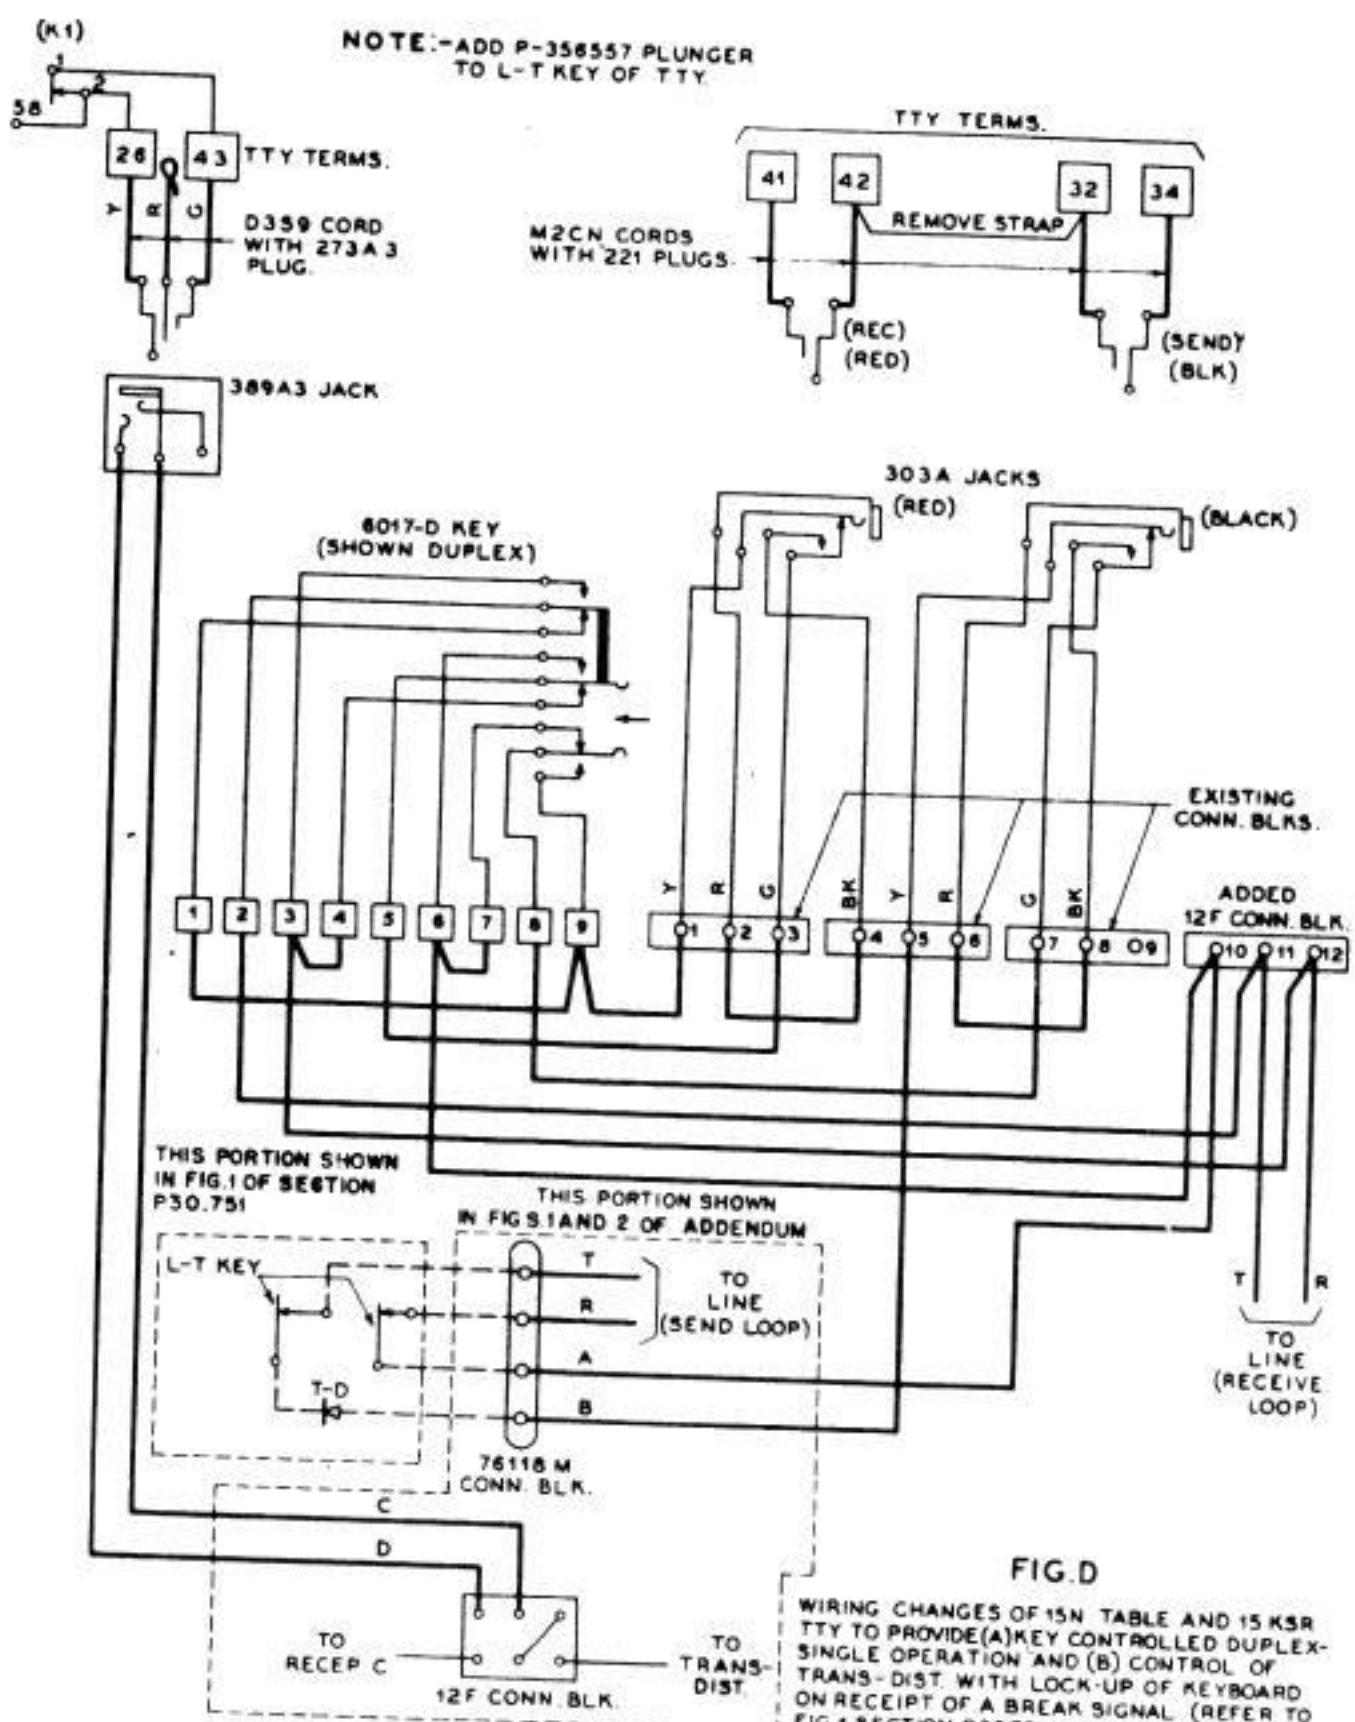 (K1)
NOTE:-ADD P-356557 PLUNGER
TO L-T KEY OF TTY.
1
2
58
26
43
TTY TERMS.
Y
R
G
D359 CORD
WITH 273A3
PLUG.
TTY TERMS.
41
42
32
34
REMOVE STRAP
M2CN CORDS
WITH 221 PLUGS.
(REC)
(RED)
(SEND)
(BLK)
389A3 JACK
303A JACKS
(RED)
(BLACK)
6017-D KEY
(SHOWN DUPLEX)
EXISTING
CONN. BLKS.
Y
R
G
BK
Y
R
G
BK
ADDED
12F CONN. BLK.
1
2
3
4
5
6
7
8
9
1
2
3
4
5
6
7
8
9
10
11
12
THIS PORTION SHOWN
IN FIG.1 OF SECTION
P30.751
THIS PORTION SHOWN
IN FIGS.1 AND 2 OF ADDENDUM
L-T KEY
T
R
A
B
TO
LINE
(SEND LOOP)
T-D
T
R
TO
LINE
(RECEIVE
LOOP)
76118 M
CONN. BLK.
C
D
TO
RECEP C
TO
TRANS-
DIST.
12F CONN. BLK.
FIG.D
WIRING CHANGES OF 15N TABLE AND 15 KSR
TTY TO PROVIDE(A)KEY CONTROLLED DUPLEX-
SINGLE OPERATION AND (B) CONTROL OF
TRANS-DIST. WITH LOCK-UP OF KEYBOARD
ON RECEIPT OF A BREAK SIGNAL (REFER TO